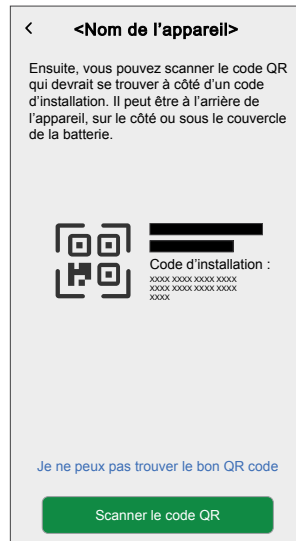 <Nom de l'appareil>
Ensuite, vous pouvez scanner le code QR
qui devrait se trouver à côté d'un code
d'installation. Il peut être à l'arrière de
l'appareil, sur le côté ou sous le couvercle
de la batterie.
Code d'installation :
xxxx xxxx xxxx xxxx
xxxx xxxx xxxx xxxx
xxxx
Je ne peux pas trouver le bon QR code
Scanner le code QR